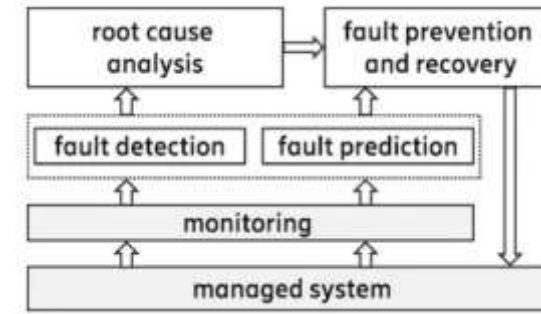 root cause
analysis
fault prevention
and recovery
fault detection
fault prediction
monitoring
managed system